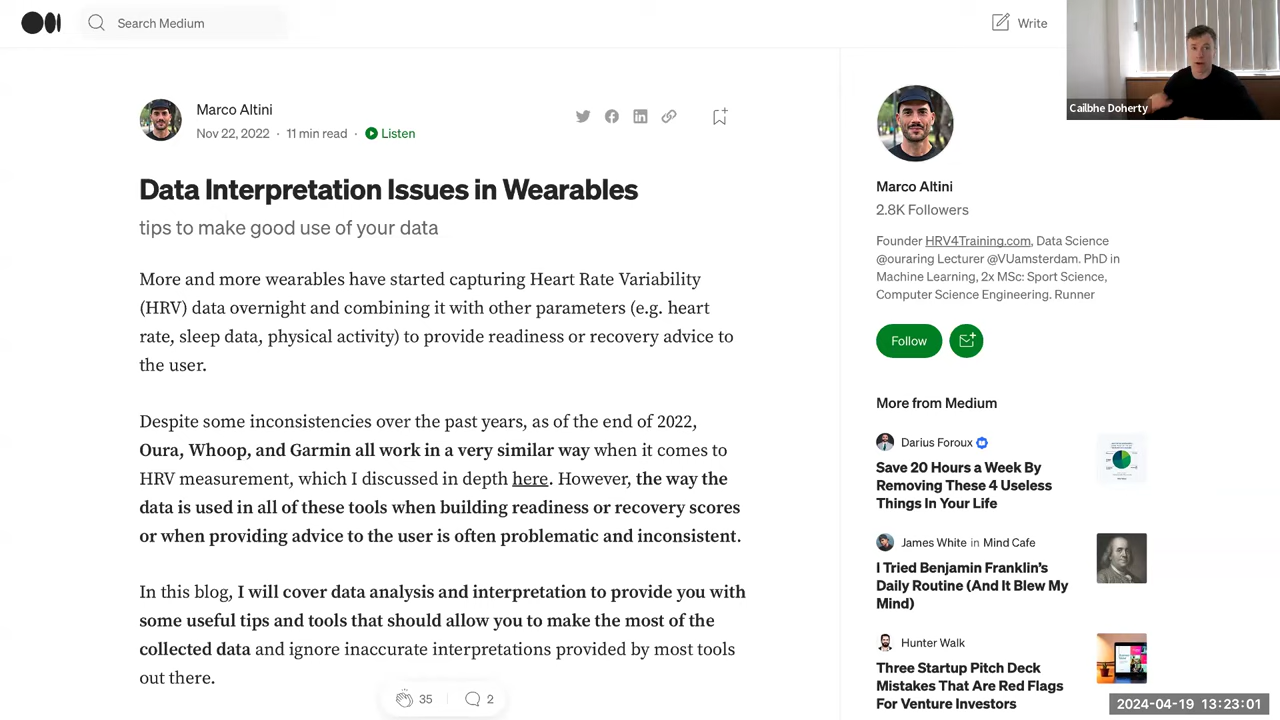 Search Medium
Write
Cailbhe Doherty
Marco Altini
Nov 22, 2022 · 11 min read · Listen
Data Interpretation Issues in Wearables
tips to make good use of your data
More and more wearables have started capturing Heart Rate Variability
(HRV) data overnight and combining it with other parameters (e.g. heart
rate, sleep data, physical activity) to provide readiness or recovery advice to
the user.
Despite some inconsistencies over the past years, as of the end of 2022,
Oura, Whoop, and Garmin all work in a very similar way when it comes to
HRV measurement, which I discussed in depth here. However, the way the
data is used in all of these tools when building readiness or recovery scores
or when providing advice to the user is often problematic and inconsistent.
In this blog, I will cover data analysis and interpretation to provide you with
some useful tips and tools that should allow you to make the most of the
collected data and ignore inaccurate interpretations provided by most tools
out there.
35
2
Marco Altini
2.8K Followers
Founder HRV4Training.com, Data Science
@ouraring Lecturer @VUamsterdam. PhD in
Machine Learning, 2x MSc: Sport Science,
Computer Science Engineering. Runner
Follow
More from Medium
Darius Foroux
Save 20 Hours a Week By
Removing These 4 Useless
Things In Your Life
James White in Mind Cafe
I Tried Benjamin Franklin's
Daily Routine (And It Blew My
Mind)
Hunter Walk
Three Startup Pitch Deck
Mistakes That Are Red Flags
For Venture Investors
2024-04-19 13:23:01